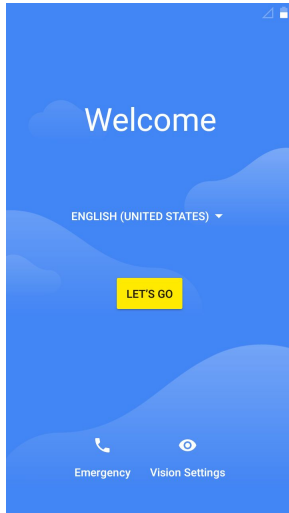 Welcome
ENGLISH (UNITED STATES)
LET'S GO
Emergency Vision Settings